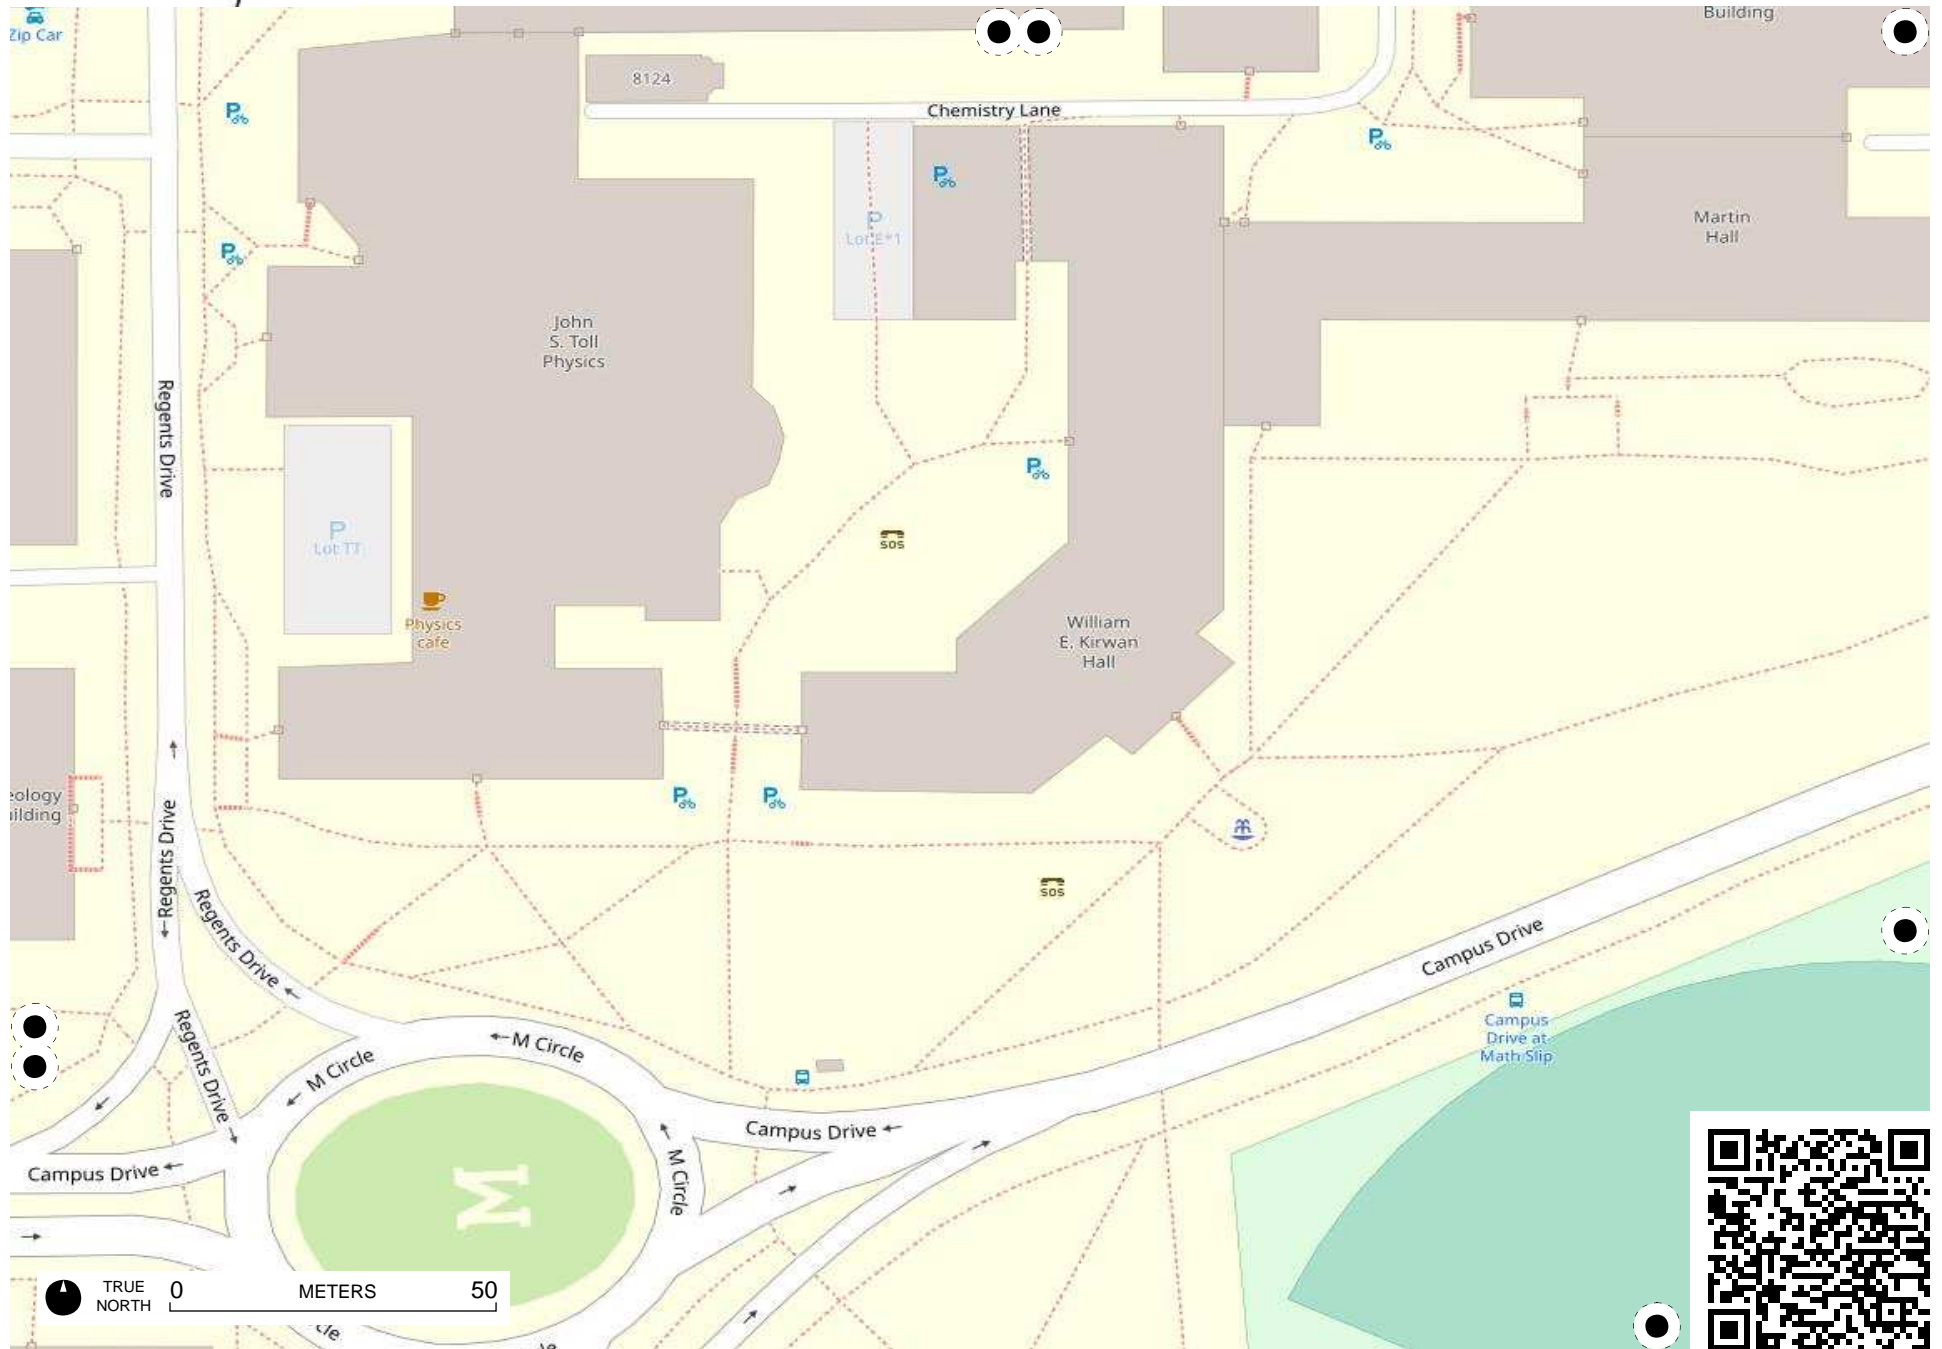 Building
Zip Car
8124
P
Chemistry Lane
P
P
P
Lot E*1
Martin
Hall
P
John
S. Toll
Physics
Regents Drive
P
P
Lot TT
SOS
Physics
cafe
William
E. Kirwan
Hall
P
P
eology
ilding
Regents Drive
SOS
Regents Drive
Campus Drive
Campus
Drive at
Math Slip
Regents Drive
M Circle
M Circle
Campus Drive
M Circle
Campus Drive
M
TRUE
NORTH
0 METERS 50
cle